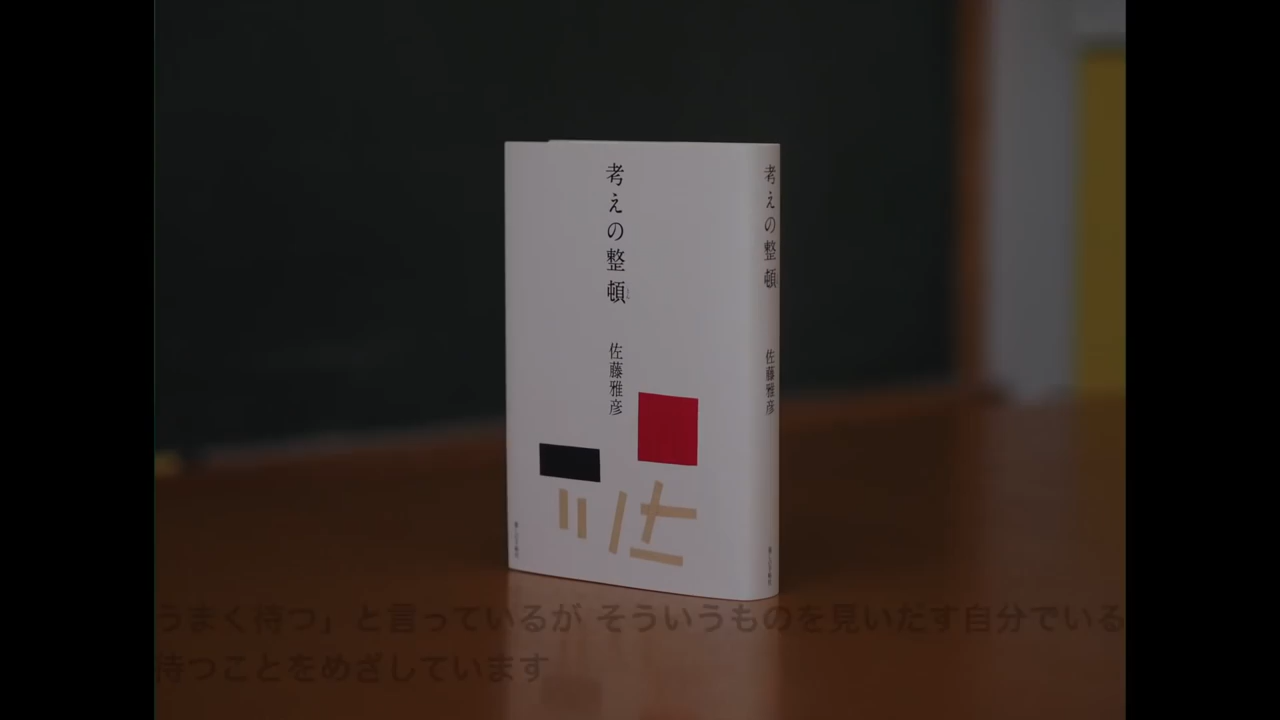 考えの整頓
佐藤雅彦
考えの整頓
佐藤雅彦
うまく待つ」と言っているが そういうものを見いだす自分でいる
待つことをめざしています